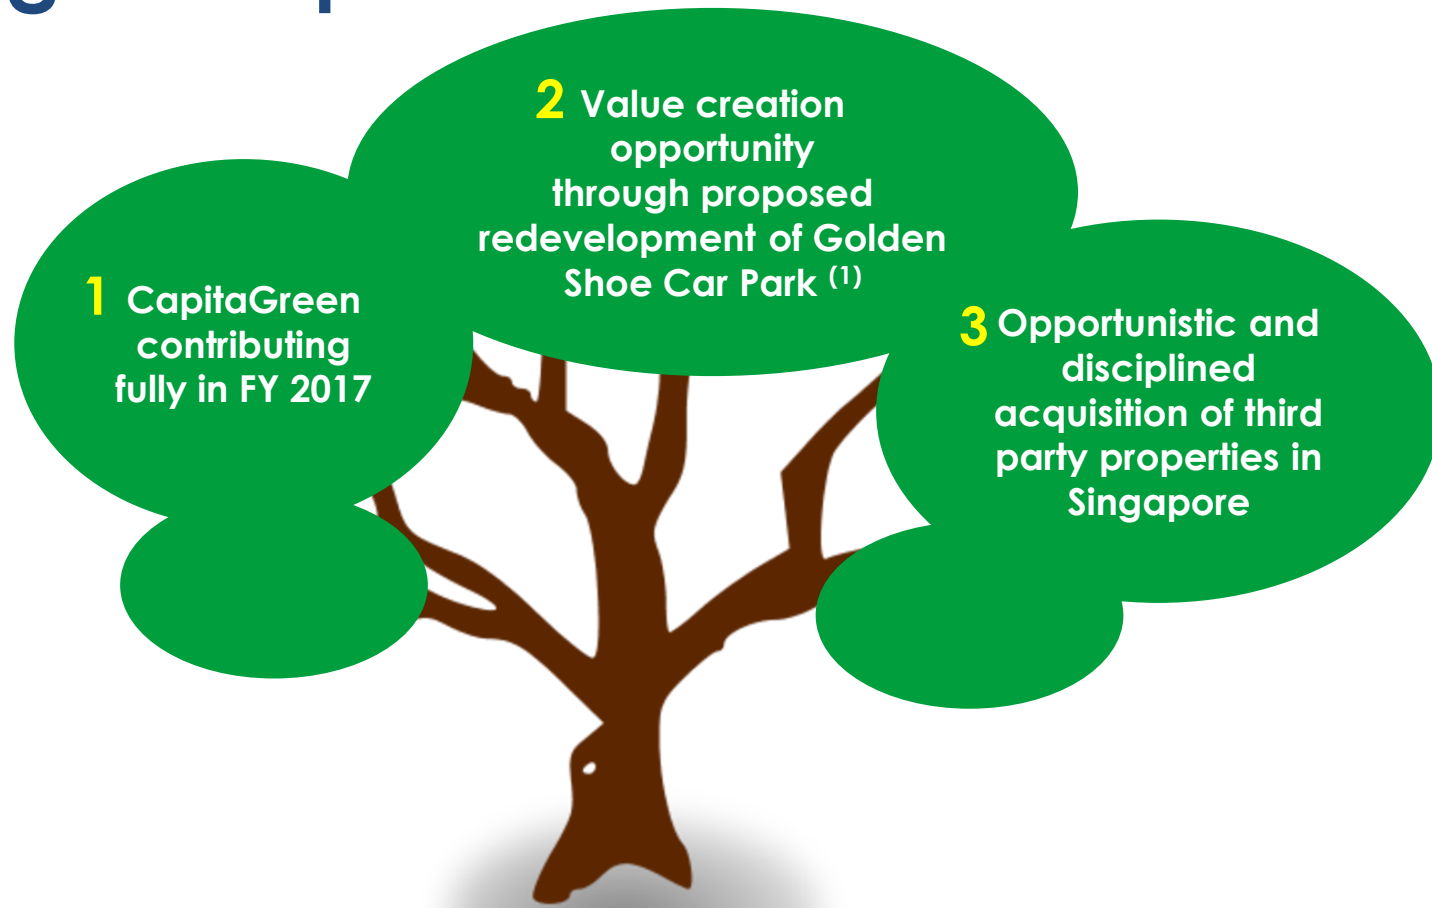 1 CapitaGreen
contributing
fully in FY 2017
2 Value creation
opportunity
through proposed
redevelopment of Golden
Shoe Car Park (1)
3 Opportunistic and
disciplined
acquisition of third
party properties in
Singapore